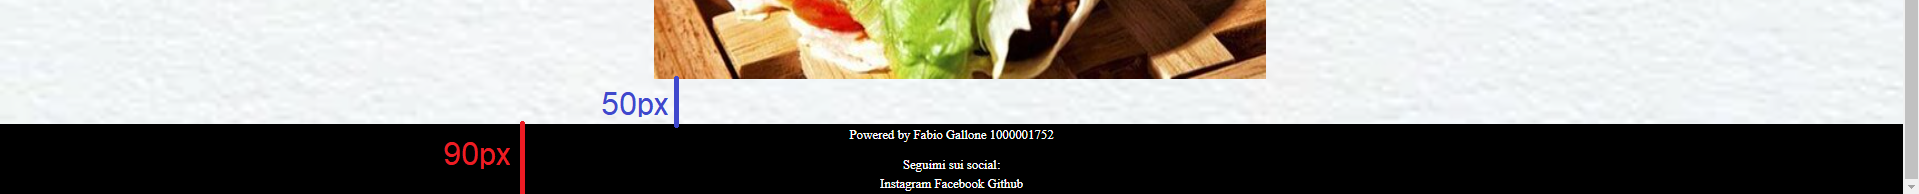 50px
Powered by Fabio Gallone 1000001752
90px
Seguimi sui social:
Instagram Facebook Github